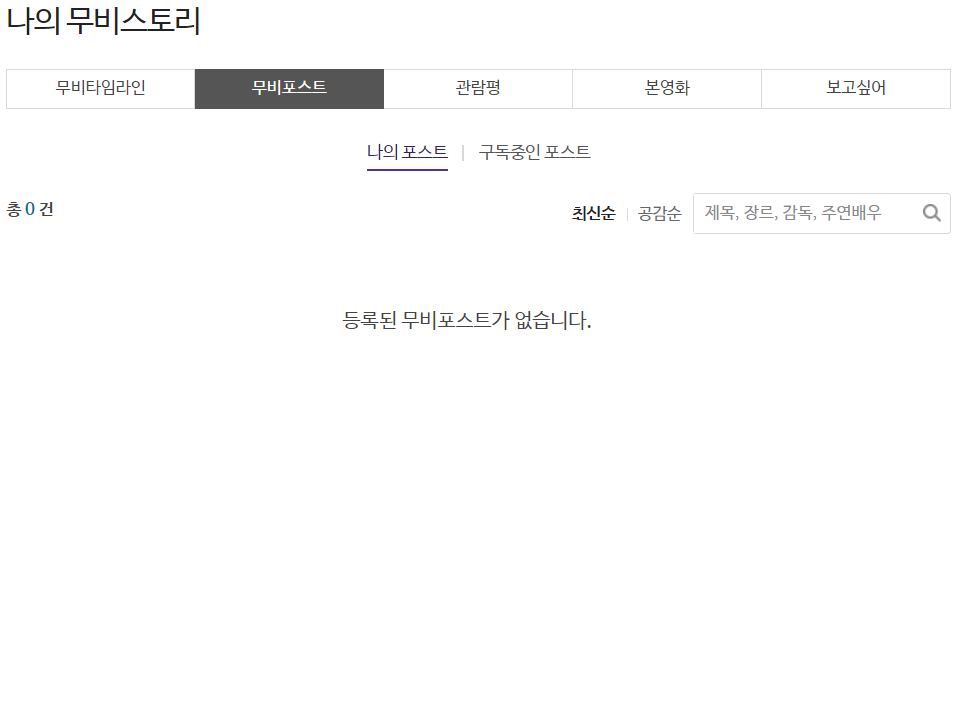 나의 무비스토리
무비타임라인 무비포스트 관람평 본영화 보고싶어
나의 포스트 | 구독중인 포스트
총 0 건
최신순 | 공감순 제목, 장르, 감독, 주연배우
등록된 무비포스트가 없습니다.